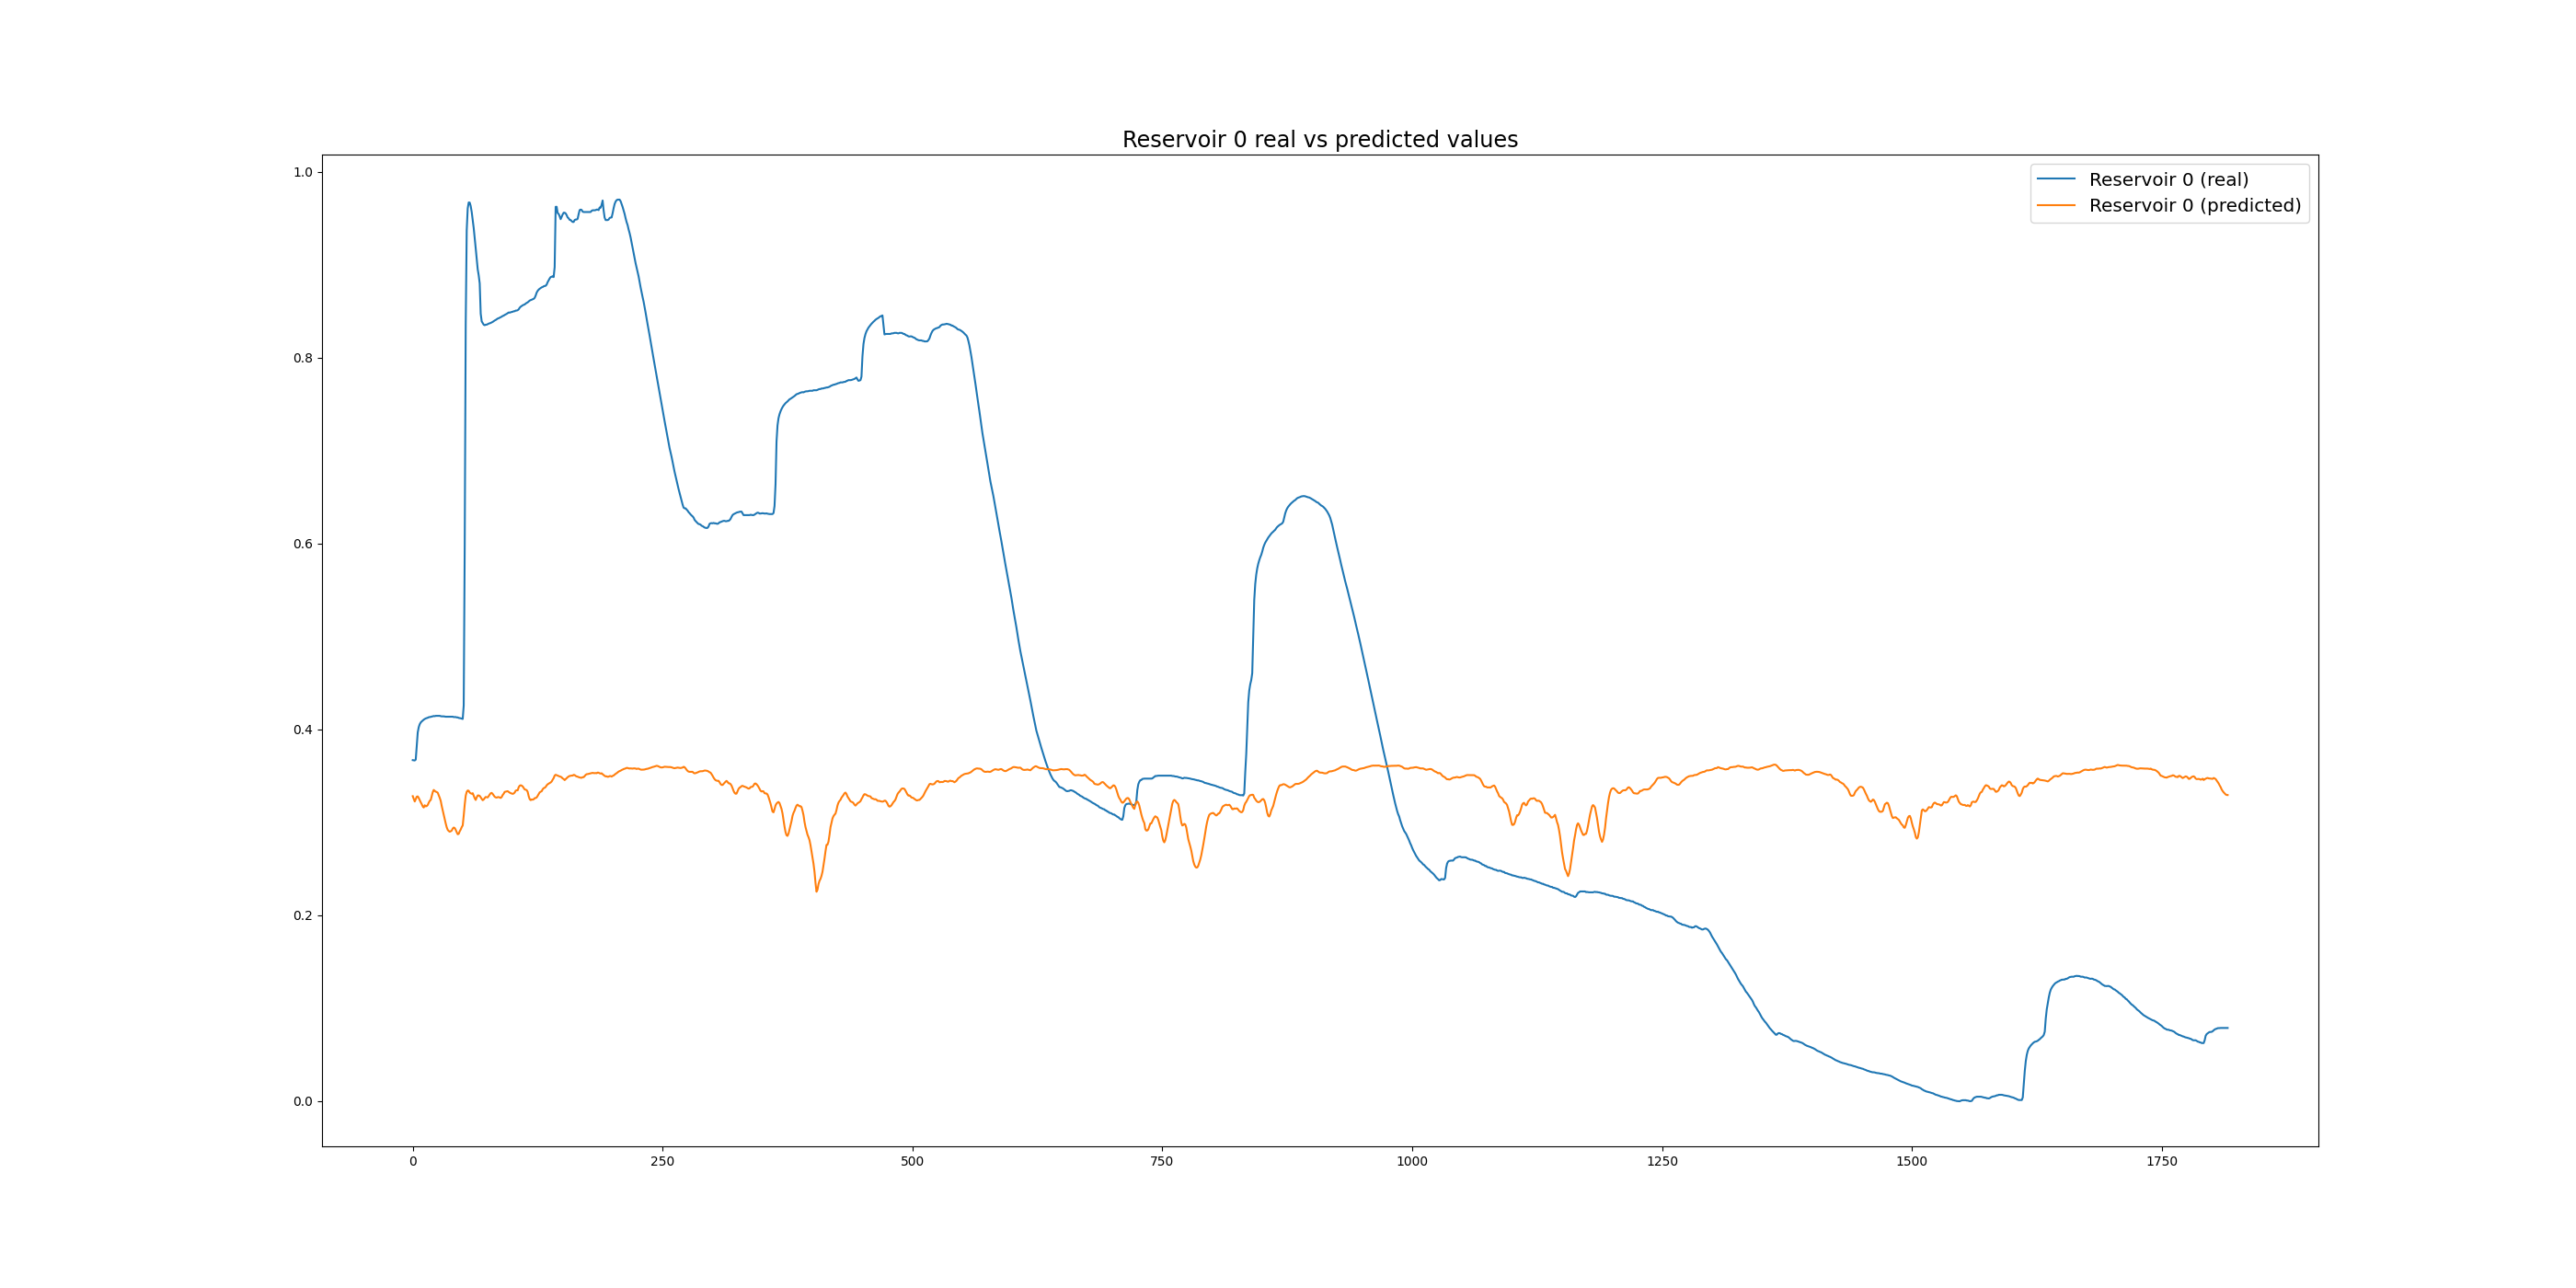 Reservoir 0 real vs predicted values
Reservoir 0 (real)
Reservoir 0 (predicted)
1.0
0.8
0.6
0.4
0.2
0.0
0 250 500 750 1000 1250 1500 1750